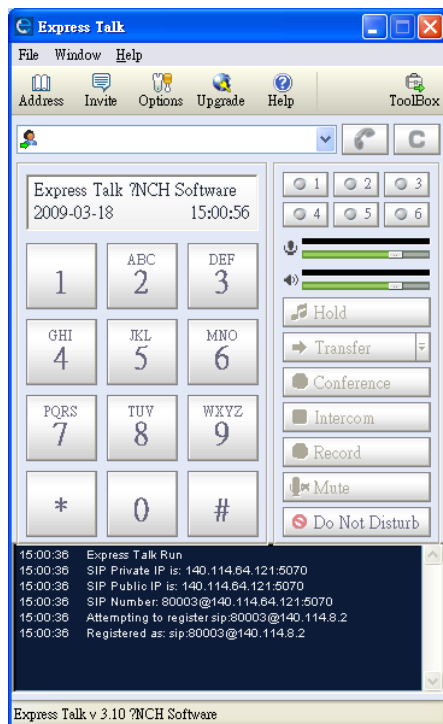 Express Talk
File Window Help
Address Invite Options Upgrade Help ToolBox
C
Express Talk ?NCH Software
2009-03-18 15:00:56
1 2 3
4 5 6
1 ABC 2 DEF 3
GHI 4 JKL 5 MNO 6
PQRS 7 TUV 8 WXYZ 9
* 0 #
Hold
Transfer
Conference
Intercom
Record
Mute
Do Not Disturb
15:00:36 Express Talk Run
15:00:36 SIP Private IP is: 140.114.64.121:5070
15:00:36 SIP Public IP is: 140.114.64.121:5070
15:00:36 SIP Number: 80003@140.114.64.121:5070
15:00:36 Attempting to register sip:80003@140.114.8.2
15:00:36 Registered as: sip:80003@140.114.8.2
Express Talk v 3.10 ?NCH Software